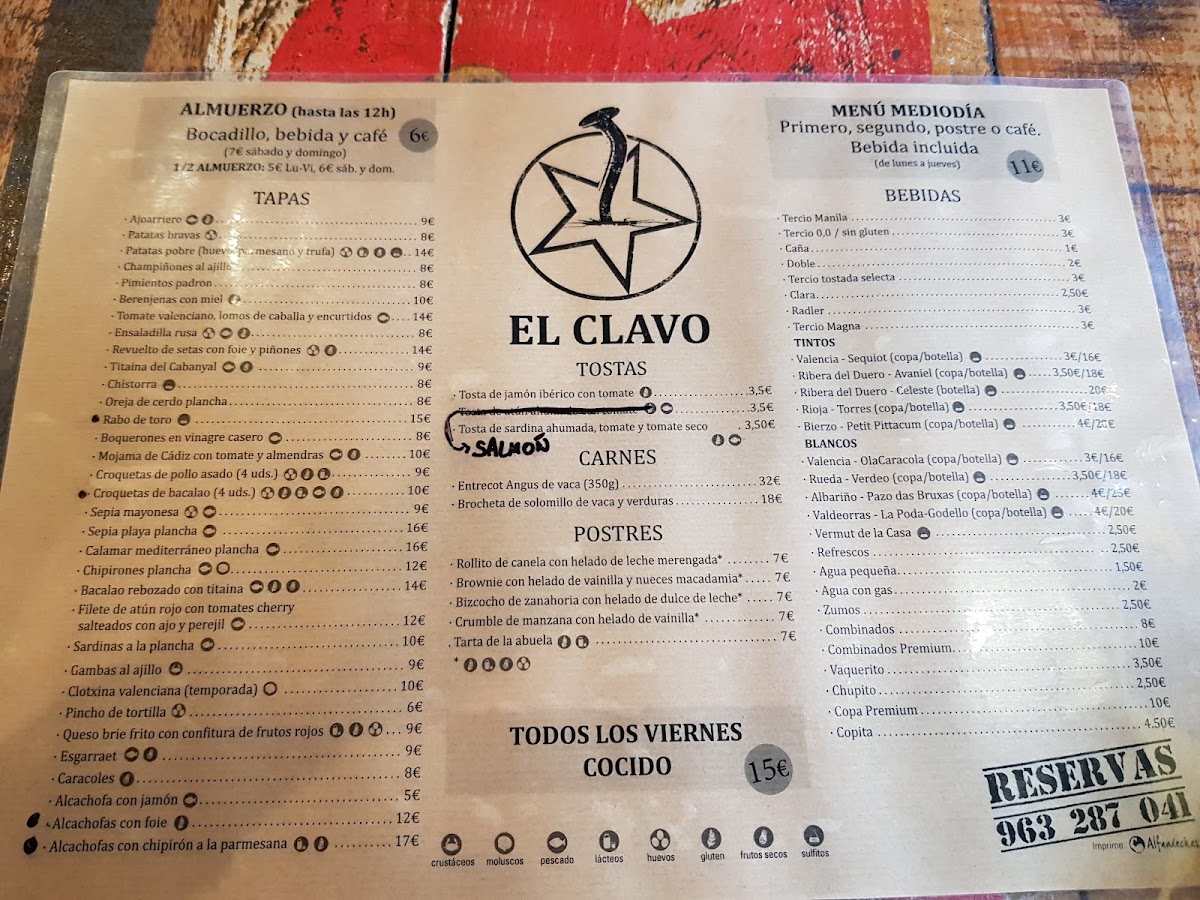 ALMUERZO (hasta las 12h)
Bocadillo, bebida y café 6€
(7€ sábado y domingo)
1/2 ALMUERZO: 5€ Lu-Vi, 6€ sáb. y dom.
TAPAS
· Ajoarriero 9€
· Patatas bravas 8€
· Patatas pobre (huevo, parmesano y trufa) 14€
· Champiñones al ajillo 8€
· Pimientos padron 8€
· Berenjenas con miel 10€
· Tomate valenciano, lomos de caballa y encurtidos 14€
· Ensaladilla rusa 8€
· Revuelto de setas con foie y piñones 14€
· Titaina del Cabanyal 9€
· Chistorra 8€
· Oreja de cerdo plancha 8€
· Rabo de toro 15€
· Boquerones en vinagre casero 8€
· Mojama de Cádiz con tomate y almendras 10€
· Croquetas de pollo asado (4 uds.) 9€
· Croquetas de bacalao (4 uds.) 10€
· Sepia mayonesa 9€
· Sepia playa plancha 16€
· Calamar mediterráneo plancha 16€
· Chipirones plancha 12€
· Bacalao rebozado con titaina 14€
· Filete de atún rojo con tomates cherry
salteados con ajo y perejil 12€
· Sardinas a la plancha 10€
· Gambas al ajillo 9€
· Clotxina valenciana (temporada) 10€
· Pincho de tortilla 6€
· Queso brie frito con confitura de frutos rojos 9€
· Esgarraet 9€
· Caracoles 8€
· Alcachofa con jamón 5€
· Alcachofas con foie 12€
· Alcachofas con chipirón a la parmesana 17€
EL CLAVO
TOSTAS
· Tosta de jamón ibérico con tomate 3,5€
· Tosta de atún ahumado 3,5€
· Tosta de sardina ahumada, tomate y tomate seco 3,50€
SALMON
CARNES
· Entrecot Angus de vaca (350g) 32€
· Brocheta de solomillo de vaca y verduras 18€
POSTRES
· Rollito de canela con helado de leche merengada* 7€
· Brownie con helado de vainilla y nueces macadamia* 7€
· Bizcocho de zanahoria con helado de dulce de leche* 7€
· Crumble de manzana con helado de vainilla* 7€
· Tarta de la abuela 7€
*
TODOS LOS VIERNES
COCIDO 15€
crustáceos moluscos pescado lácteos huevos gluten frutos secos sulfitos
MENÚ MEDIODÍA
Primero, segundo, postre o café.
Bebida incluida
(de lunes a jueves) 11€
BEBIDAS
· Tercio Manila 3€
· Tercio 0,0 / sin gluten 3€
· Caña 1€
· Doble 2€
· Tercio tostada selecta 3€
· Clara 2,50€
· Radler 3€
· Tercio Magna 3€
TINTOS
· Valencia - Sequiot (copa/botella) 3€/16€
· Ribera del Duero - Avaniel (copa/botella) 3,50€/18€
· Ribera del Duero - Celeste (botella) 20€
· Rioja - Torres (copa/botella) 3,50€/18€
· Bierzo - Petit Pittacum (copa/botella)
BLANCOS
· Valencia - OlaCaracola (copa/botella) 3€/16€
· Rueda - Verdeo (copa/botella) 3,50€/18€
· Albariño - Pazo das Bruxas (copa/botella) 4€/25€
· Valdeorras - La Poda-Godello (copa/botella) 4€/20€
· Vermut de la Casa 2,50€
· Refrescos 2,50€
· Agua pequeña 1,50€
· Agua con gas 2€
· Zumos 2,50€
· Combinados 8€
· Combinados Premium 10€
· Vaquerito 3,50€
· Chupito 2,50€
· Copa Premium 10€
· Copita 4.50€
RESERVAS
963 287 041
Imprime: